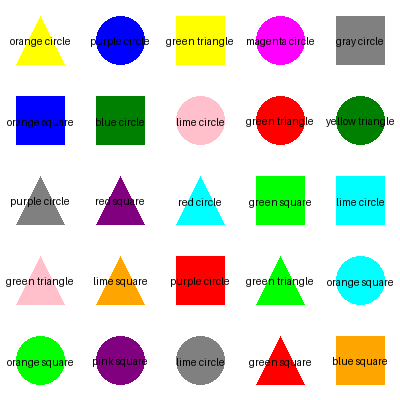 orange circle purple circle green triangle magenta circle gray circle
orange square blue circle lime circle green triangle yellow triangle
purple circle red square red circle green square lime circle
green triangle lime square purple circle green triangle orange square
orange square pink square lime circle green square blue square